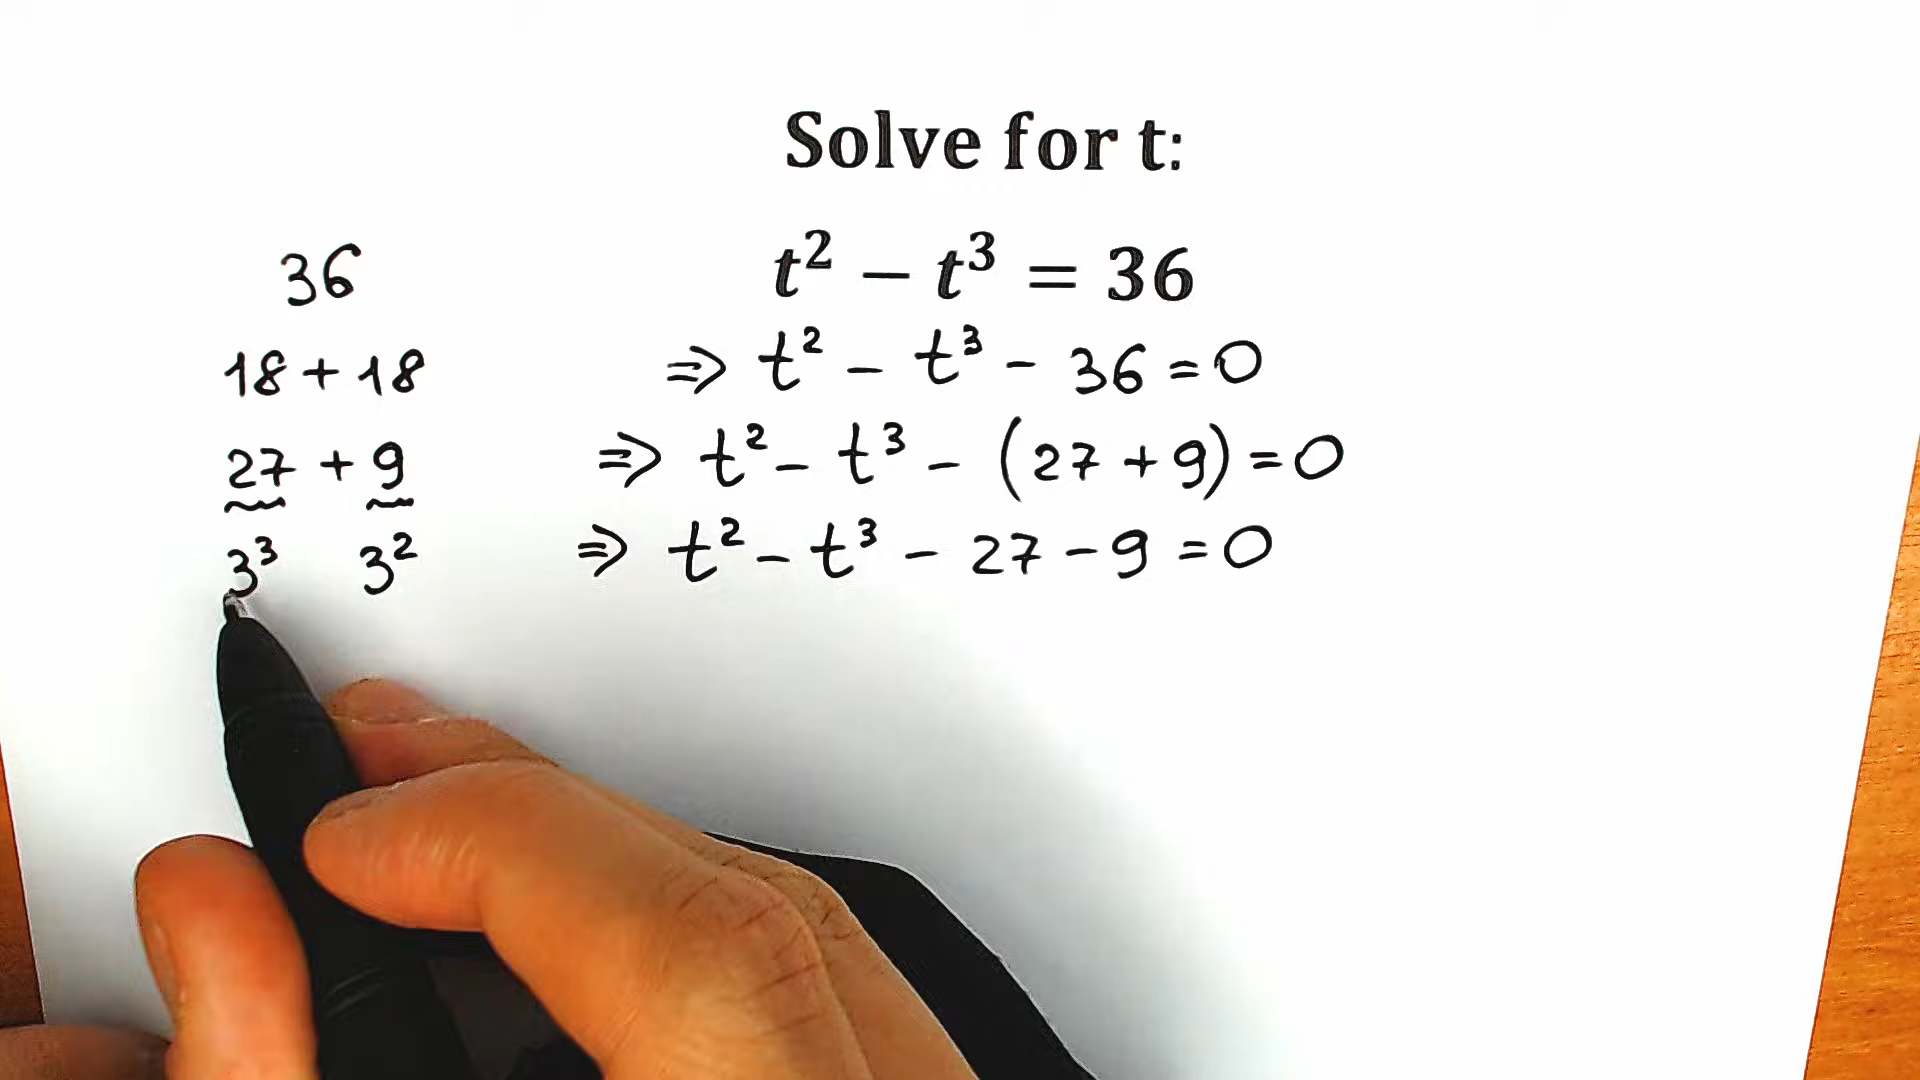 Solve for t:
t² − t³ = 36
36
18 + 18
27 + 9
3³ 3²
⇒ t² − t³ − 36 = 0
⇒ t² − t³ − (27 + 9) = 0
⇒ t² − t³ − 27 − 9 = 0